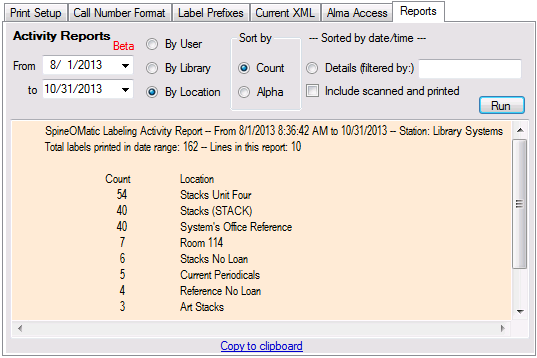 Print Setup Call Number Format Label Prefixes Current XML Alma Access Reports
Activity Reports
Beta
By User
Sort by
--- Sorted by date/time ---
From 8/ 1/2013
By Library
Count
Details (filtered by:)
to 10/31/2013
By Location
Alpha
Include scanned and printed
Run
SpineOMatic Labeling Activity Report -- From 8/1/2013 8:36:42 AM to 10/31/2013 -- Station: Library Systems
Total labels printed in date range: 162 -- Lines in this report: 10
Count Location
54 Stacks Unit Four
40 Stacks (STACK)
40 System's Office Reference
7 Room 114
6 Stacks No Loan
5 Current Periodicals
4 Reference No Loan
3 Art Stacks
Copy to clipboard